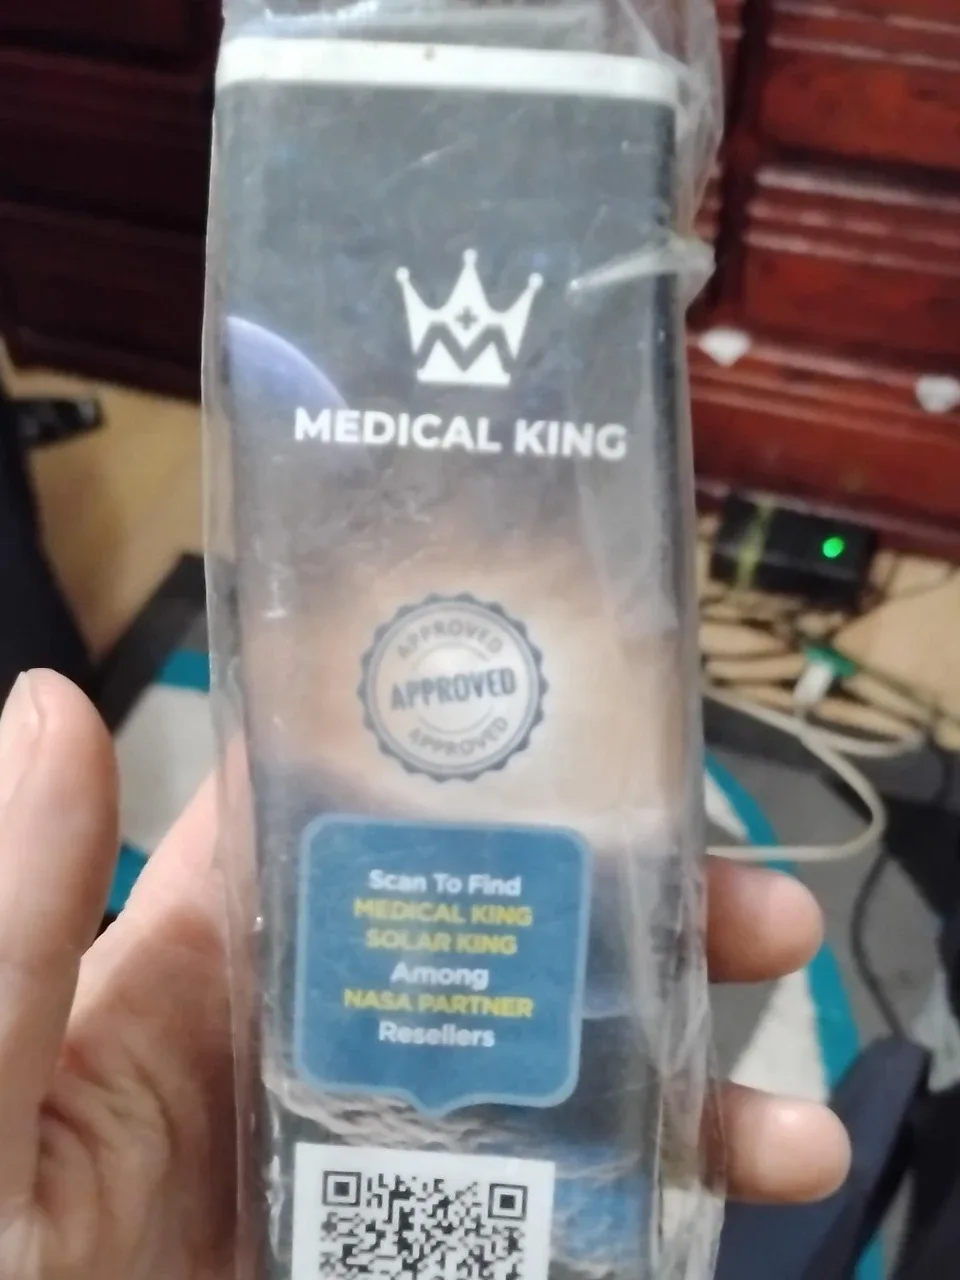 MEDICAL KING
APPROVED
APPROVED
APPROVED
Scan To Find
MEDICAL KING
SOLAR KING
Among
NASA PARTNER
Resellers